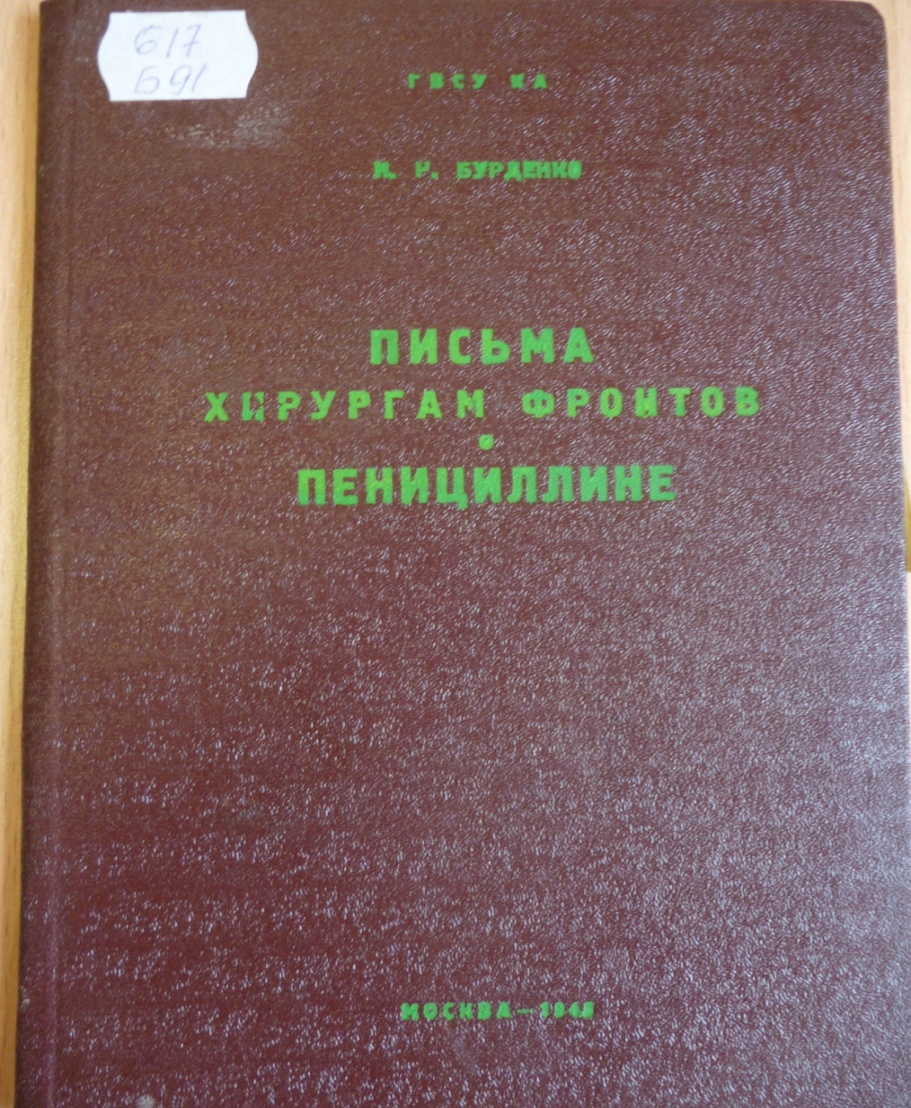 617
Б91
ГВСУ КА
Н. Н. БУРДЕНКО
ПИСЬМА
ХИРУРГАМ ФРОНТОВ
О
ПЕНИЦИЛЛИНЕ
МОСКВА—1945